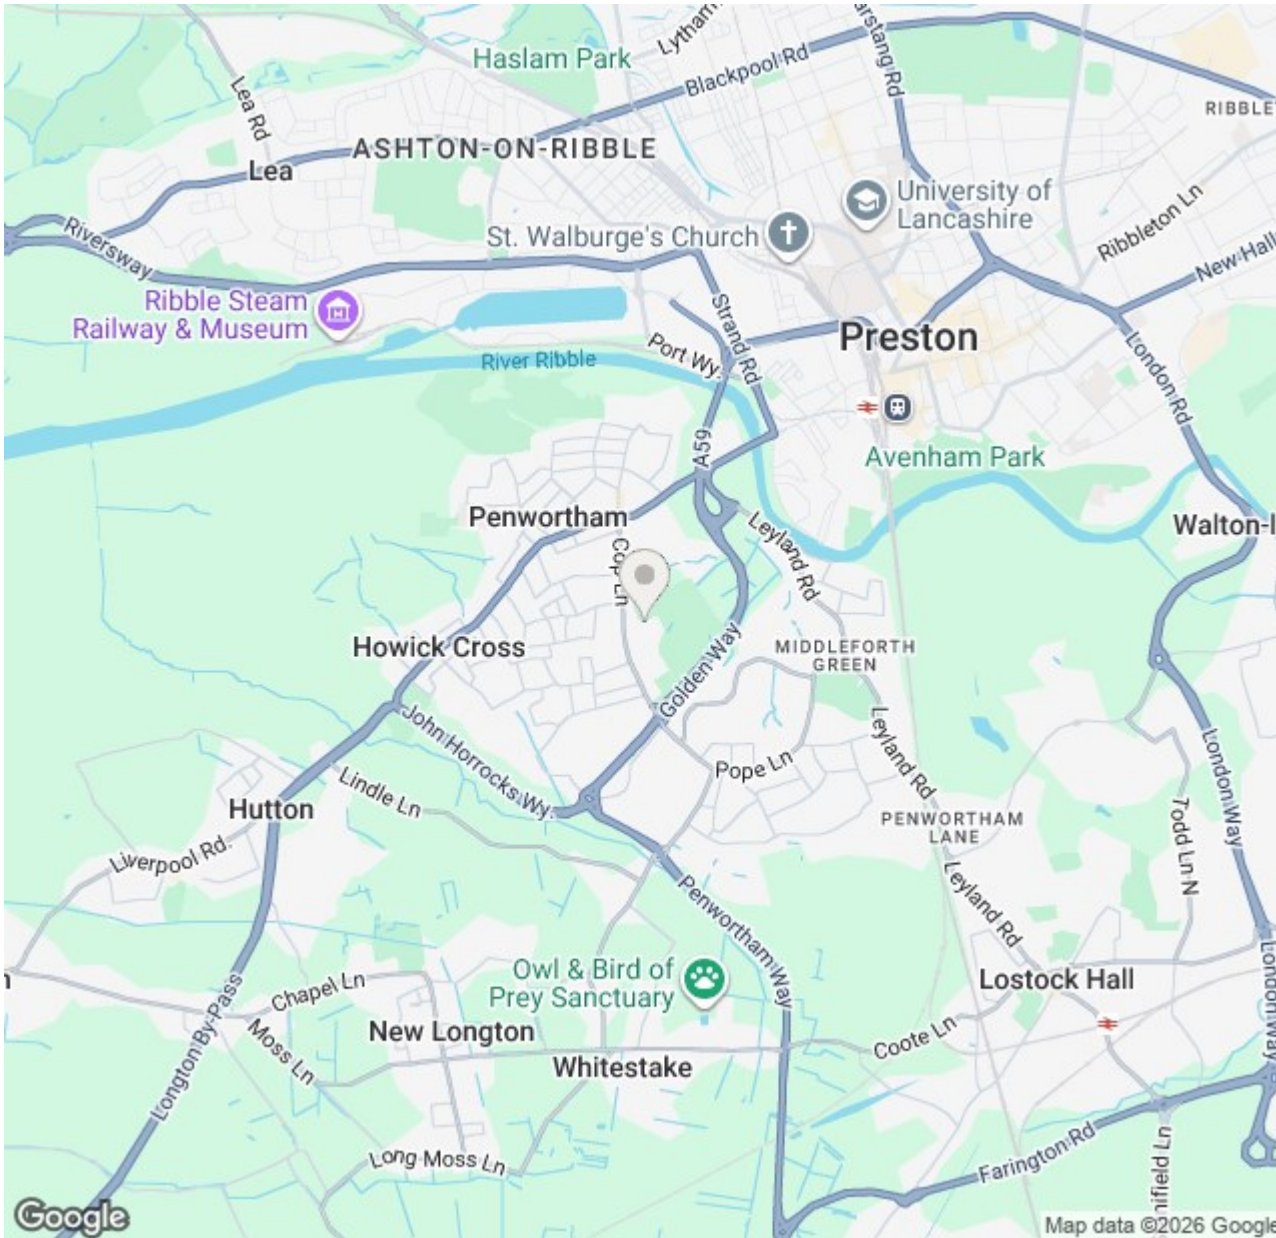 Lytham
Haslam Park
Blackpool Rd
Lea Rd
RIBBLE
ASHTON-ON-RIBBLE
Lea
University of
Lancashire
Ribbleton Ln
St. Walburge's Church
Riversway
New Hall
Ribble Steam
Railway & Museum
Strand Rd
Preston
Port Wy.
River Ribble
London Rd
A59
Avenham Park
Penwortham
Leyland Rd
Walton-l
Howick Cross
MIDDLEFORTH
GREEN
Golden Way
John Horrocks Wy.
Leyland Rd
Pope Ln
London Way
Lindle Ln
Hutton
PENWORTHAM
LANE
Todd Ln N
Liverpool Rd.
Leyland Rd
Penwortham Way
Owl & Bird of
Prey Sanctuary
Lostock Hall
London Way
Chapel Ln
Longton By-Pass
Moss Ln
New Longton
Coote Ln
Whitestake
Long Moss Ln
Farington Rd
Google
Map data ©2026 Google